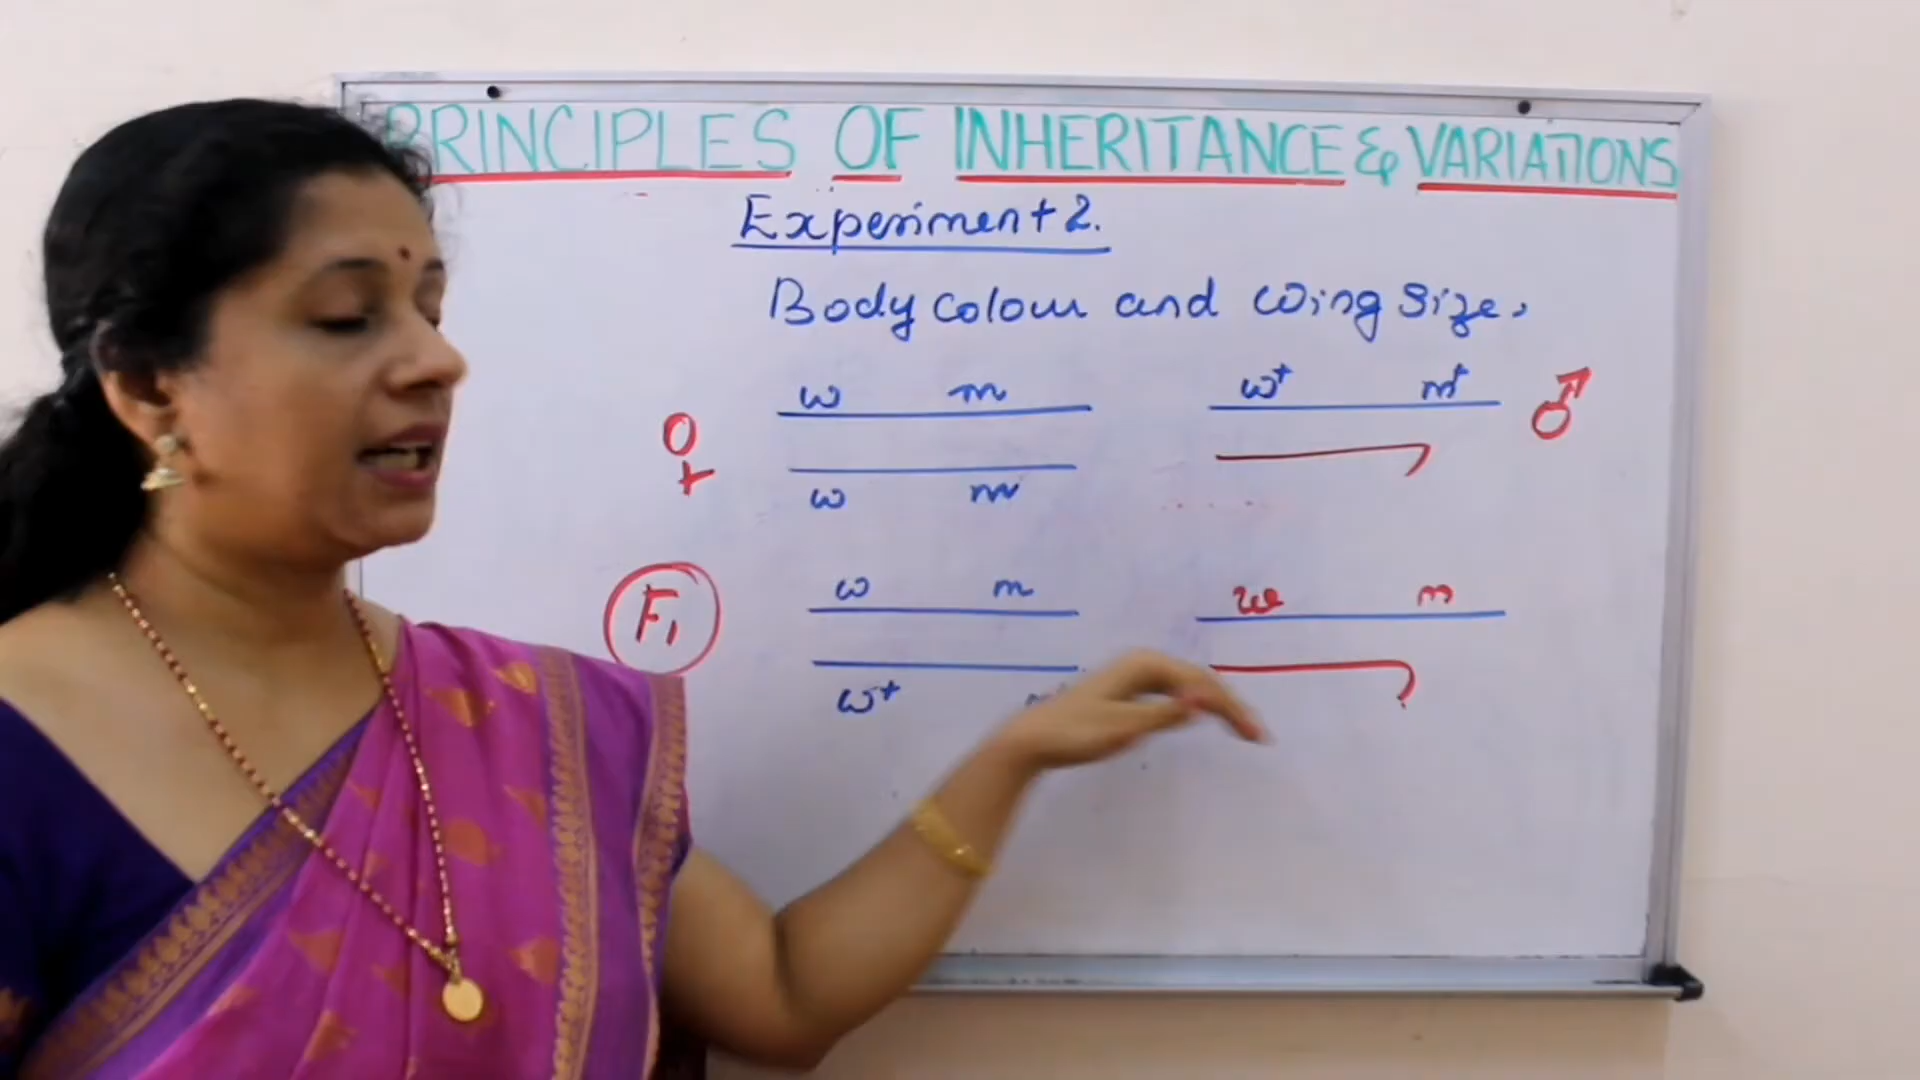 PRINCIPLES OF INHERITANCE & VARIATIONS
Experiment 2.
Body colour and wing size.
w m w+ m+
w m
F1 w m w m
w+